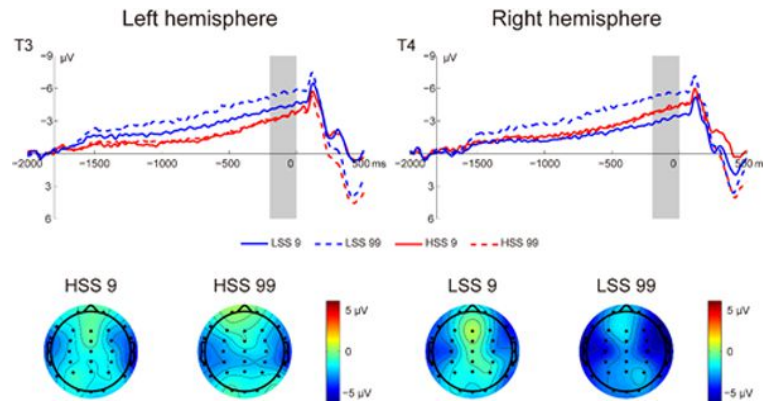 Left hemisphere
Right hemisphere
T3
−9
μV
−6
−3
−2000
−1500
−1000
−500
0
500 ms
3
6
T4
−9
μV
−6
−3
−2000
−1500
−1000
−500
0
500 m
3
6
LSS 9
LSS 99
HSS 9
HSS 99
HSS 9
HSS 99
5 μV
0
−5 μV
LSS 9
LSS 99
5 μV
0
−5 μV